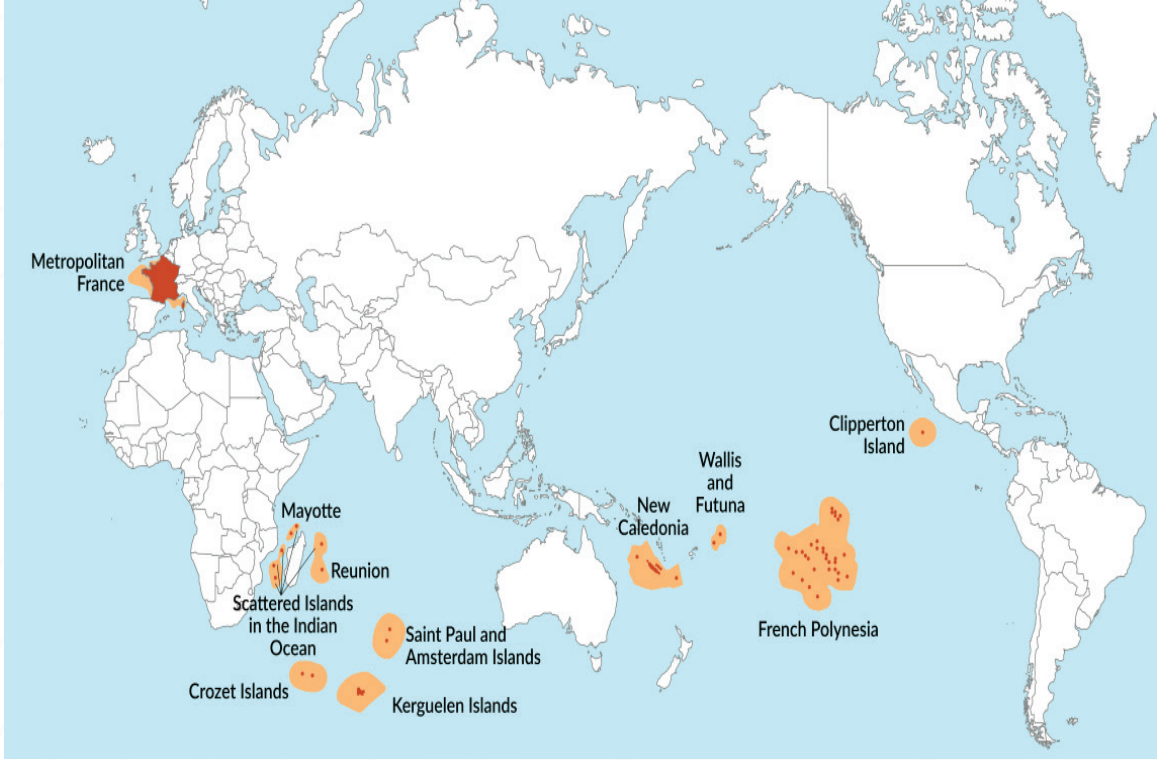 Metropolitan
France
Clipperton
Island
Wallis
and
Futuna
New
Caledonia
Mayotte
Reunion
Scattered Islands
in the Indian
Ocean
French Polynesia
Saint Paul and
Amsterdam Islands
Crozet Islands
Kerguelen Islands